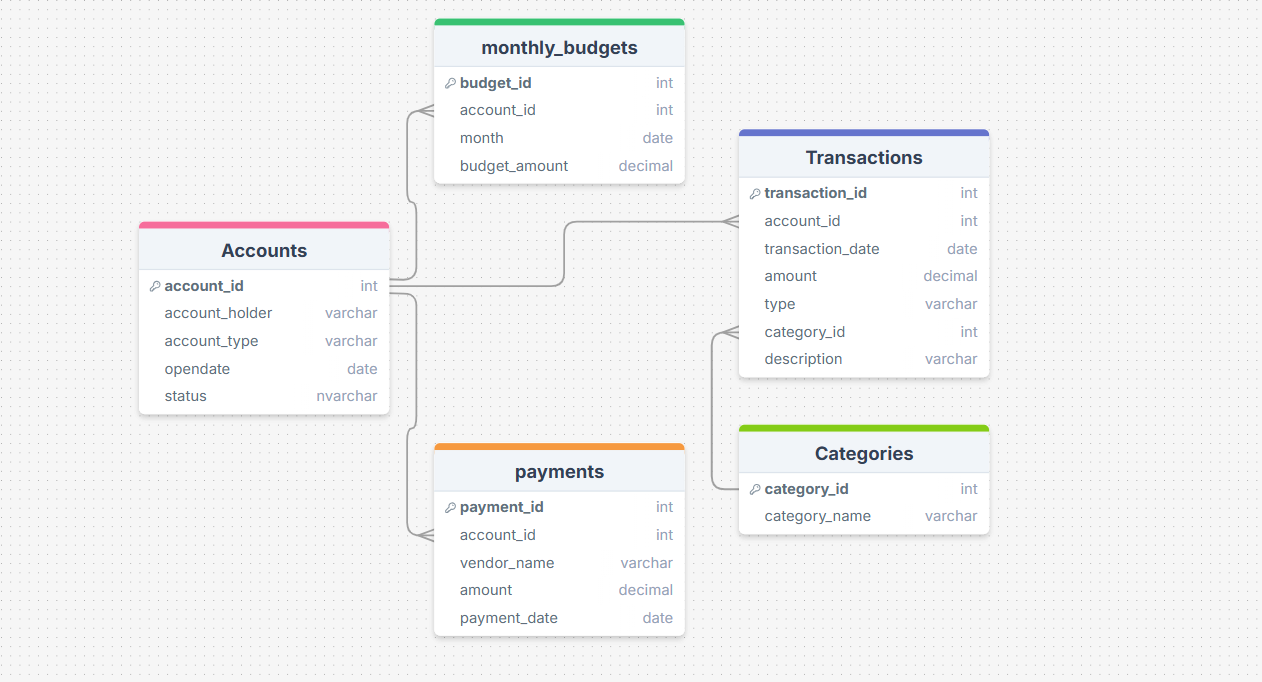 monthly_budgets
budget_id int
account_id int
month date
budget_amount decimal
Transactions
transaction_id int
account_id int
transaction_date date
amount decimal
type varchar
category_id int
description varchar
Accounts
account_id int
account_holder varchar
account_type varchar
opendate date
status nvarchar
payments
payment_id int
account_id int
vendor_name varchar
amount decimal
payment_date date
Categories
category_id int
category_name varchar